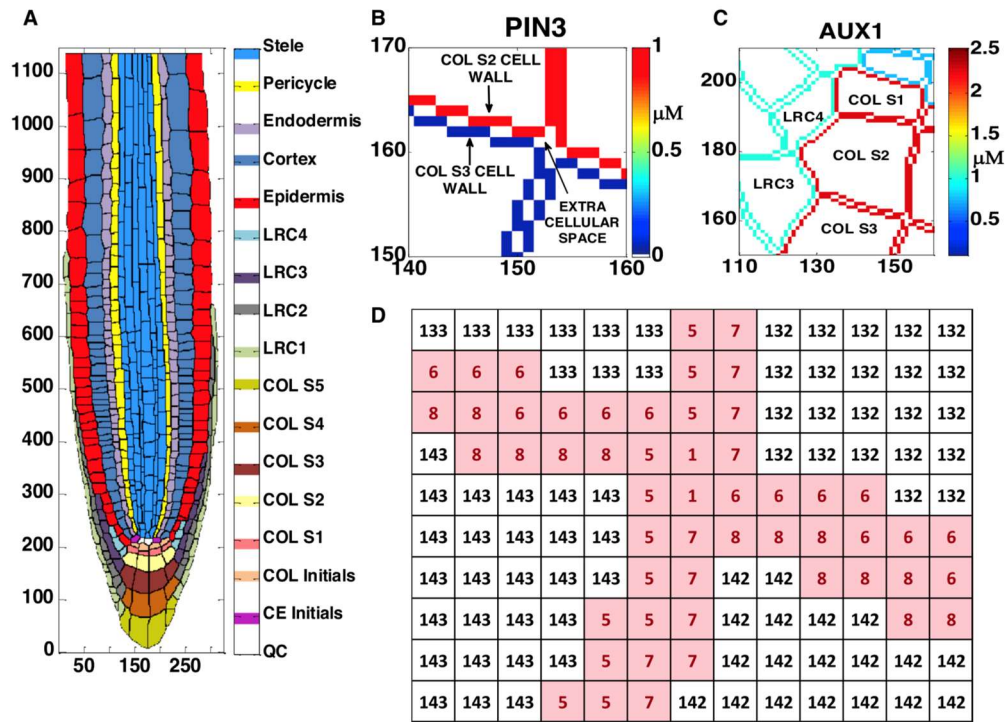 A
1100
1000
900
800
700
600
500
400
300
200
100
0
50
150
250
Stele
Pericycle
Endodermis
Cortex
Epidermis
LRC4
LRC3
LRC2
LRC1
COL S5
COL S4
COL S3
COL S2
COL S1
COL Initials
CE Initials
QC
B
PIN3
170
160
150
140
150
160
COL S2 CELL
WALL
COL S3 CELL
WALL
EXTRA
CELLULAR
SPACE
1
μM
0.5
0
C
AUX1
200
180
160
110
130
150
COL S1
LRC4
COL S2
LRC3
COL S3
2.5
2
1.5
μM
1
0.5
D
133 133 133 133 133 133 5 7 132 132 132 132 132
6 6 6 133 133 133 5 7 132 132 132 132 132
8 8 6 6 6 6 5 7 132 132 132 132 132
143 8 8 8 8 5 1 7 132 132 132 132 132
143 143 143 143 143 5 1 6 6 6 6 132 132
143 143 143 143 143 5 7 8 8 8 6 6 6
143 143 143 143 143 5 7 142 142 8 8 8 6
143 143 143 143 5 5 7 142 142 142 142 8 8
143 143 143 143 5 7 7 142 142 142 142 142 142
143 143 143 5 5 7 142 142 142 142 142 142 142